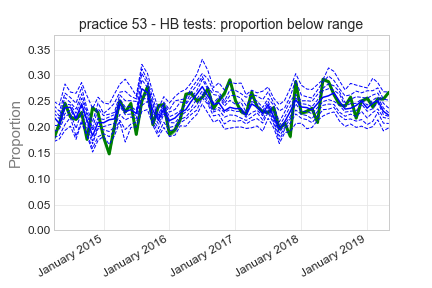 practice 53 - HB tests: proportion below range
Proportion
0.35
0.30
0.25
0.20
0.15
0.10
0.05
0.00
January 2015
January 2016
January 2017
January 2018
January 2019